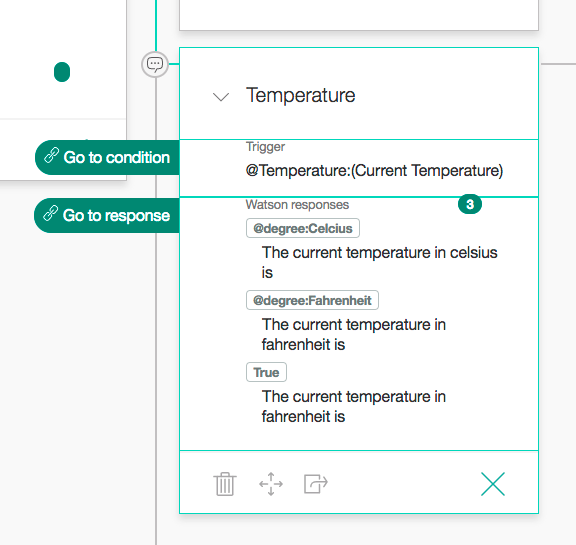 Temperature
Trigger
Go to condition
@Temperature:(Current Temperature)
Watson responses
3
Go to response
@degree:Celcius
The current temperature in celsius
is
@degree:Fahrenheit
The current temperature in
fahrenheit is
True
The current temperature in
fahrenheit is